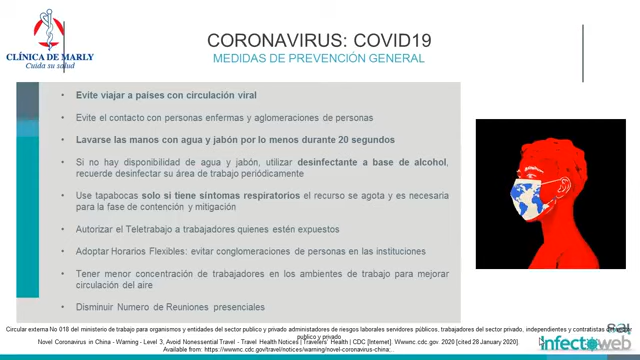 CLÍNICA DE MARLY
Cuida su salud
CORONAVIRUS: COVID19
MEDIDAS DE PREVENCIÓN GENERAL
• Evite viajar a paises con circulación viral
• Evite el contacto con personas enfermas y aglomeraciones de personas
• Lavarse las manos con agua y jabón por lo menos durante 20 segundos
• Si no hay disponibilidad de agua y jabón, utilizar desinfectante a base de alcohol,
recuerde desinfectar su área de trabajo periódicamente
• Use tapabocas solo si tiene síntomas respiratorios el recurso se agota y es necesaria
para la fase de contención y mitigación
• Autorizar el Teletrabajo a trabajadores quienes estén expuestos
• Adoptar Horarios Flexibles: evitar conglomeraciones de personas en las instituciones
• Tener menor concentración de trabajadores en los ambientes de trabajo para mejorar
circulación del aire
• Disminuir Numero de Reuniones presenciales
Circular externa No 018 del ministerio de trabajo para organismos y entidades del sector publico y privado administradores de riesgos laborales servidores públicos, trabajadores del sector privado, independientes y contratistas del sector
publico y privado
Novel Coronavirus in China - Warning - Level 3, Avoid Nonessential Travel - Travel Health Notices | Travelers' Health | CDC [Internet]. Wwwnc.cdc.gov. 2020 [cited 28 January 2020].
Available from: https://wwwnc.cdc.gov/travel/notices/warning/novel-coronavirus-china;..
infectoweb